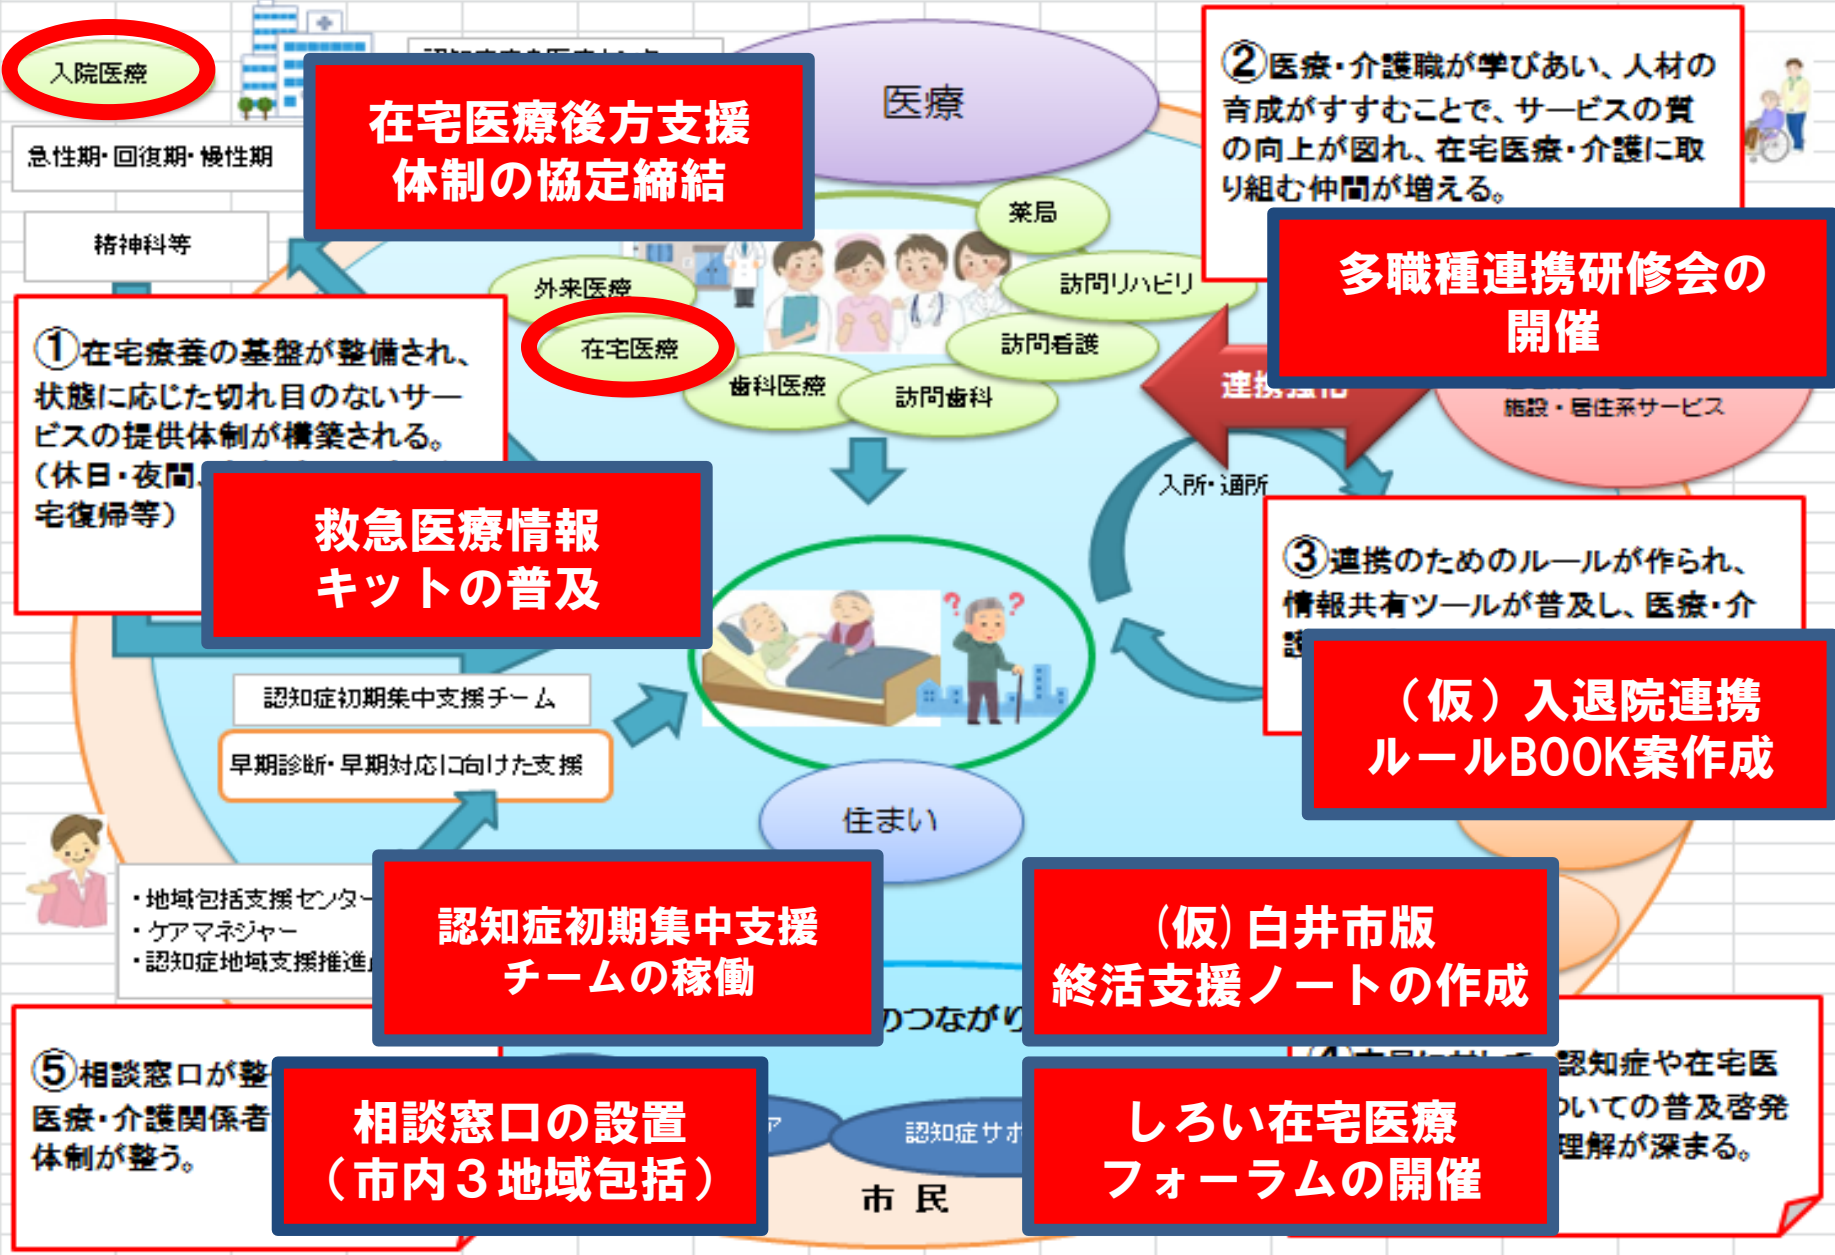 入院医療
急性期・回復期・慢性期
精神科等
在宅医療後方支援
体制の協定締結
医療
②医療・介護職が学びあい、人材の
育成がすすむことで、サービスの質
の向上が図れ、在宅医療・介護に取
り組む仲間が増える。
多職種連携研修会の
開催
薬局
訪問リハビリ
訪問看護
訪問歯科
歯科医療
在宅医療
外来医療
連携強化
施設・居住系サービス
入所・通所
①在宅療養の基盤が整備され、
状態に応じた切れ目のないサー
ビスの提供体制が構築される。
（休日・夜間、
宅復帰等）
救急医療情報
キットの普及
③連携のためのルールが作られ、
情報共有ツールが普及し、医療・介
護
（仮）入退院連携
ルールBOOK案作成
? ?
認知症初期集中支援チーム
早期診断・早期対応に向けた支援
住まい
・地域包括支援センター
・ケアマネジャー
・認知症地域支援推進
認知症初期集中支援
チームの稼働
(仮)白井市版
終活支援ノートの作成
のつながり
⑤相談窓口が整
医療・介護関係者
体制が整う。
相談窓口の設置
（市内３地域包括）
ア
認知症サポ
しろい在宅医療
フォーラムの開催
認知症や在宅医
ついての普及啓発
理解が深まる。
市 民